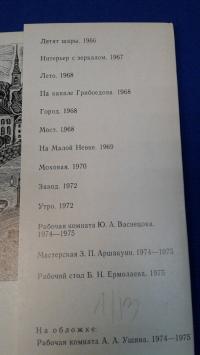 Летят шары. 1966
Интерьер с зеркалом. 1967
Лето. 1968
На канале Грибоедова. 1968
Город. 1968
Мост. 1968
На Малой Невке. 1969
Моховая. 1970
Завод. 1972
Утро. 1972
Рабочая комната Ю. А. Васнецова.
1974—1975
Мастерская З. П. Аршакуни. 1974—1975
Рабочий стол Б. Н. Ермолаева. 1975
На обложке:
Рабочая комната А. А. Ушина. 1974—1975